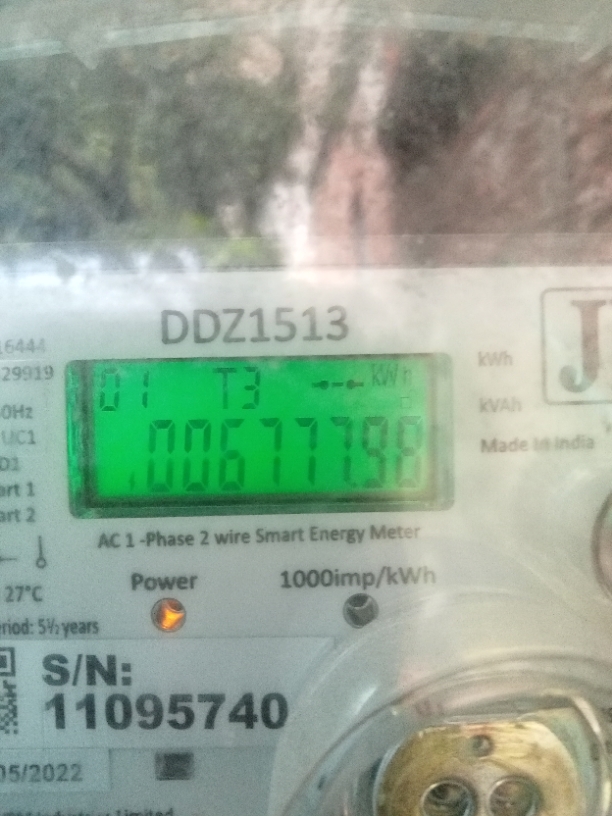 DDZ1513
16444
29919
0Hz
UC1
D1
art 1
art 2
27°C
eriod: 5½ years
01 T3 kWh
006777.98
kWh
kVAh
Made in India
J
AC 1 -Phase 2 wire Smart Energy Meter
Power 1000imp/kWh
S/N:
11095740
05/2022
Limited